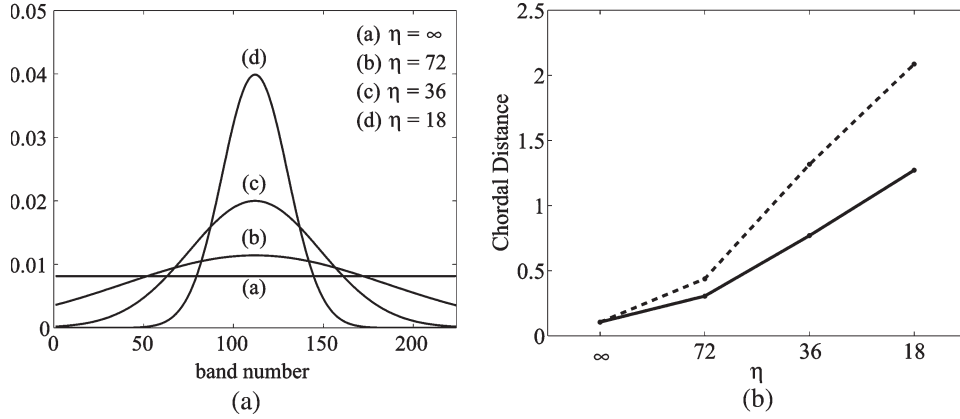 0.05
0.04
0.03
0.02
0.01
0
0
50
100
150
200
band number
(a) η = ∞
(b) η = 72
(c) η = 36
(d) η = 18
(d)
(c)
(b)
(a)
(a)
2.5
2
1.5
1
0.5
0
Chordal Distance
∞
72
36
18
η
(b)